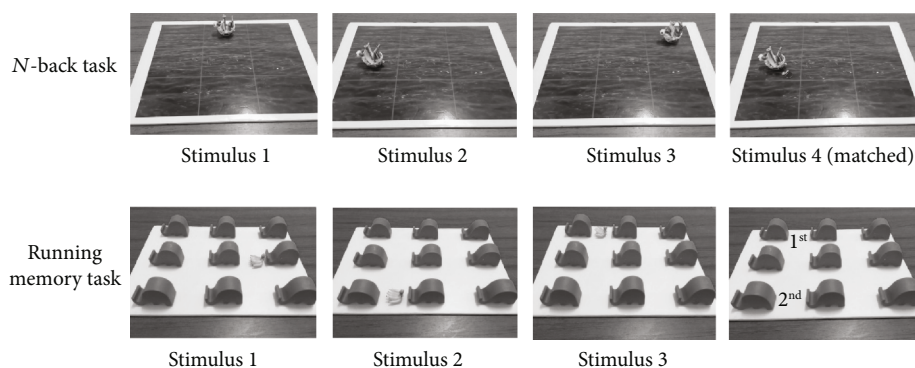 N-back task
Stimulus 1
Stimulus 2
Stimulus 3
Stimulus 4 (matched)
Running
memory task
1st
2nd
Stimulus 1
Stimulus 2
Stimulus 3